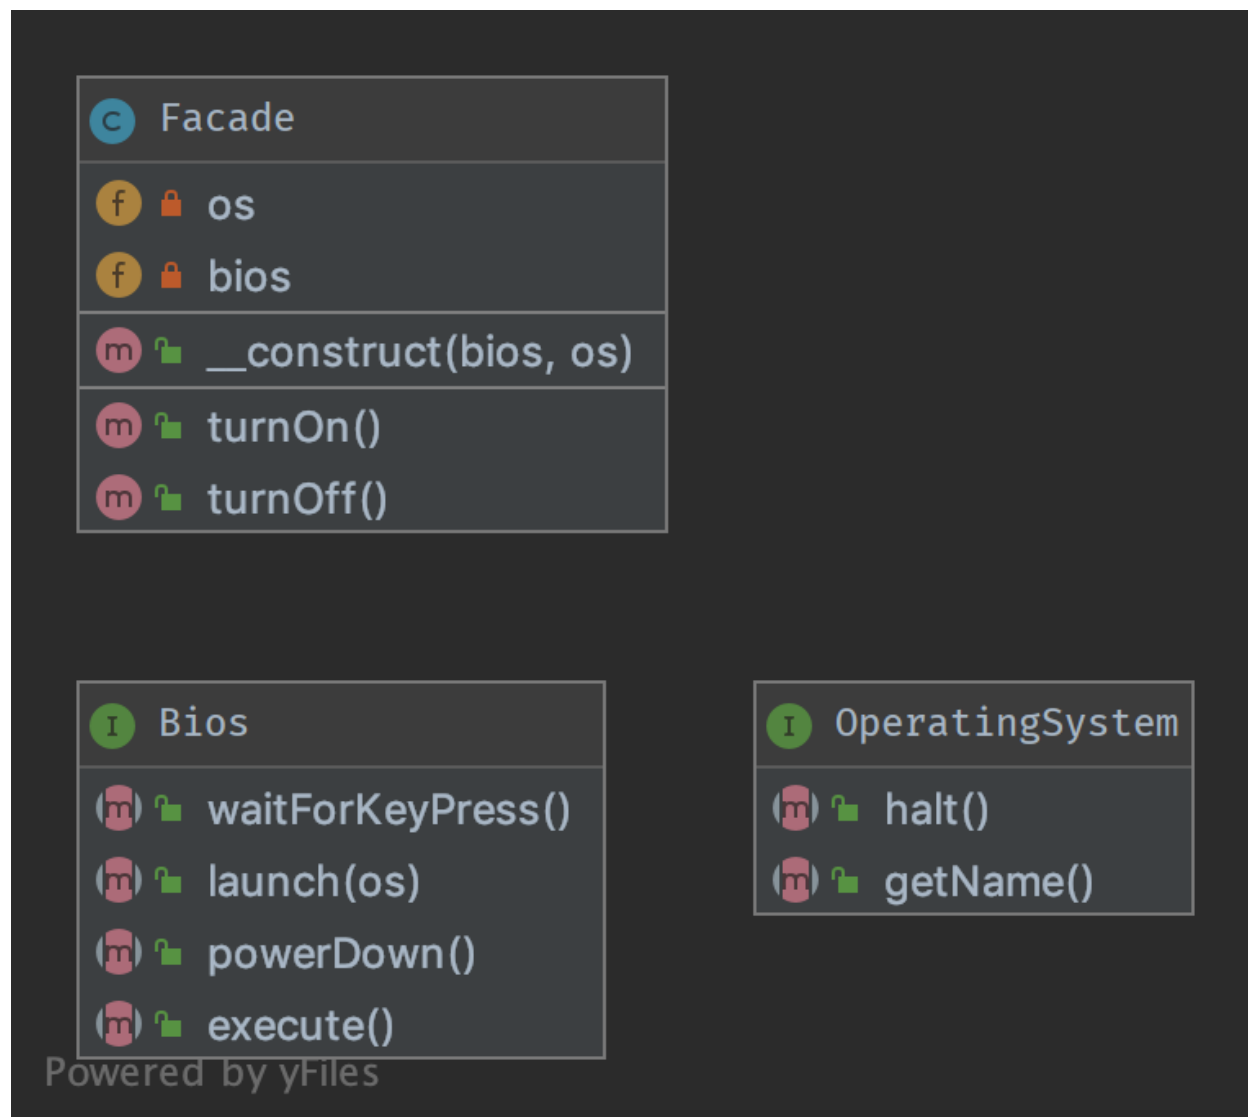 C Facade
f os
f bios
m __construct(bios, os)
m turnOn()
m turnOff()
I Bios
m waitForKeyPress()
m launch(os)
m powerDown()
m execute()
I OperatingSystem
m halt()
m getName()
Powered by yFiles